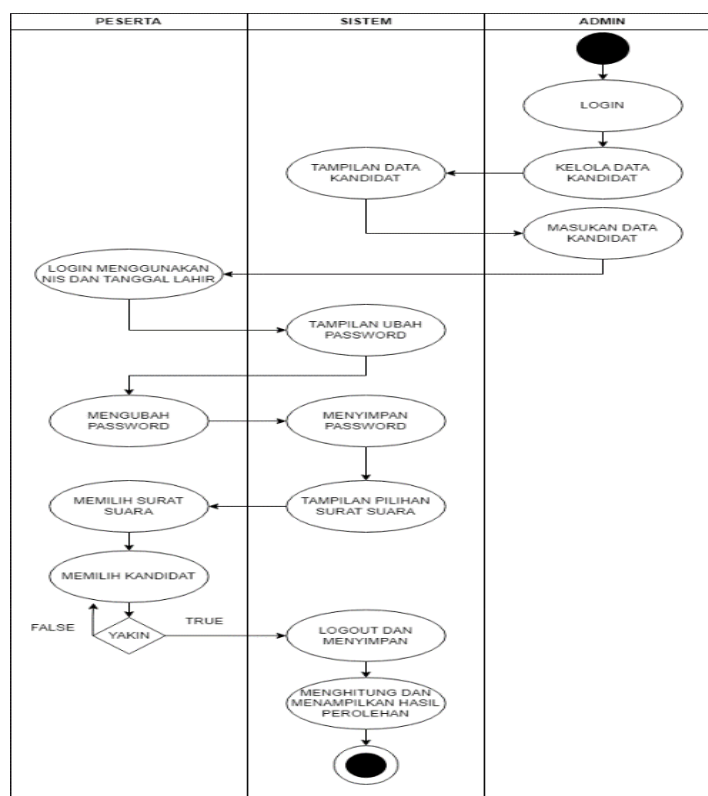 PESERTA
SISTEM
ADMIN
LOGIN
TAMPILAN DATA
KANDIDAT
KELOLA DATA
KANDIDAT
MASUKAN DATA
KANDIDAT
LOGIN MENGGUNAKAN
NIS DAN TANGGAL LAHIR
TAMPILAN UBAH
PASSWORD
MENGUBAH
PASSWORD
MENYIMPAN
PASSWORD
MEMILIH SURAT
SUARA
TAMPILAN PILIHAN
SURAT SUARA
MEMILIH KANDIDAT
FALSE
YAKIN
TRUE
LOGOUT DAN
MENYIMPAN
MENGHITUNG DAN
MENAMPILKAN HASIL
PEROLEHAN